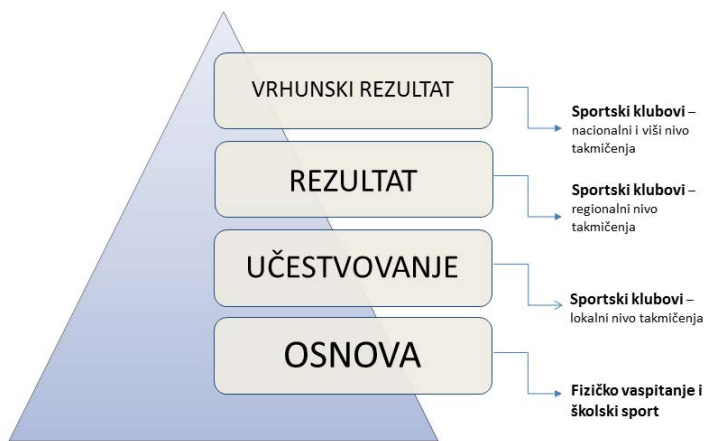 VRHUNSKI REZULTAT
Sportski klubovi –
nacionalni i viši nivo
takmičenja
REZULTAT
Sportski klubovi –
regionalni nivo
takmičenja
UČESTVOVANJE
Sportski klubovi –
lokalni nivo takmičenja
OSNOVA
Fizičko vaspitanje i
školski sport